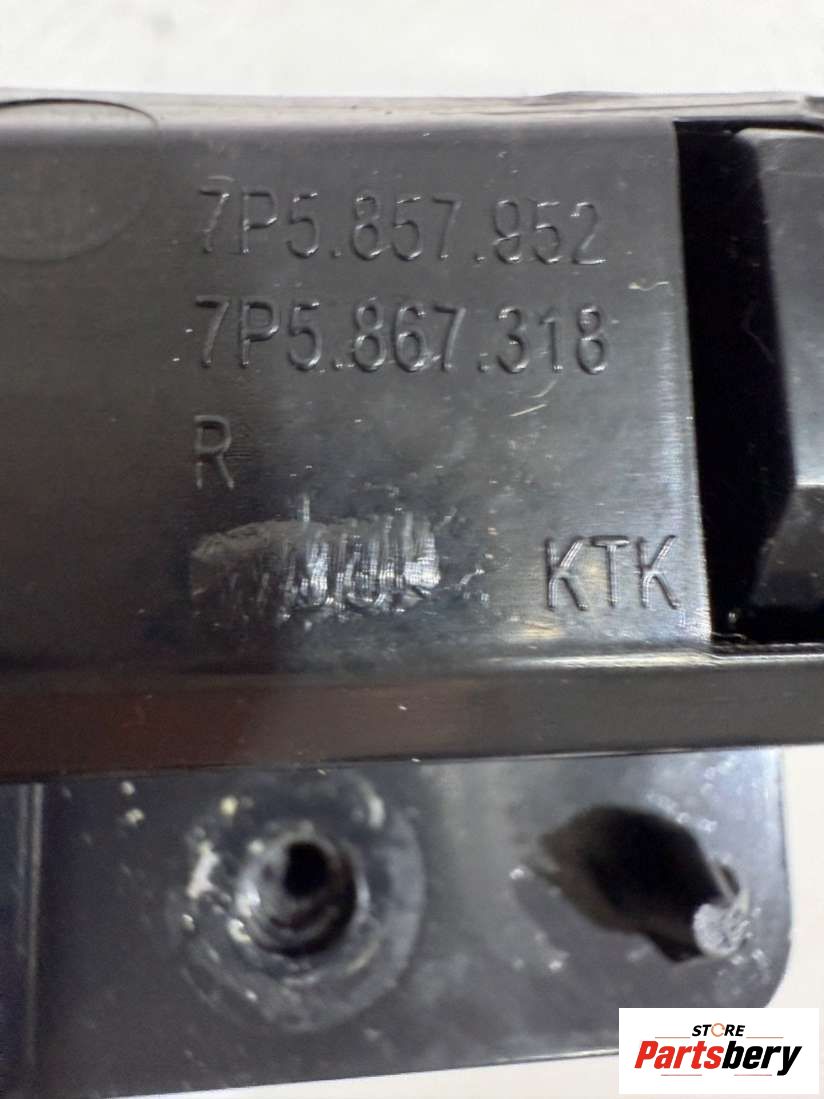 7P5.857.952
7P5.867.318
R
KTK
STORE
Partsbery